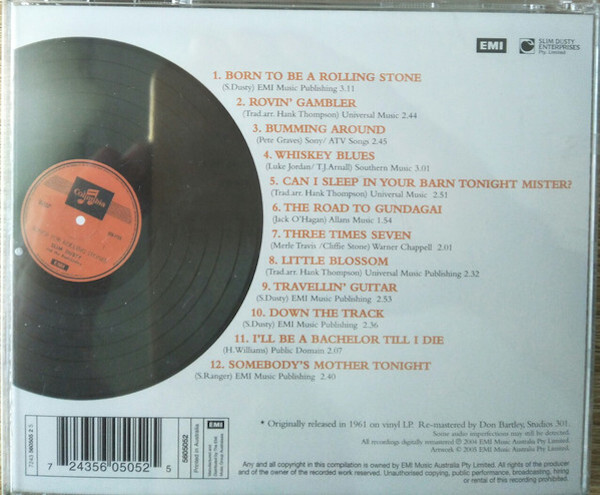 EMI
SLIM DUSTY
ENTERPRISES
Pty. Limited
1. BORN TO BE A ROLLING STONE
(S.Dusty) EMI Music Publishing 3.11
2. ROVIN' GAMBLER
(Trad.arr. Hank Thompson) Universal Music 2.44
3. BUMMING AROUND
(Pete Graves) Sony/ ATV Songs 2.45
4. WHISKEY BLUES
(Luke Jordan/ T.J.Arnall) Southern Music 3.01
5. CAN I SLEEP IN YOUR BARN TONIGHT MISTER?
(Trad.arr. Hank Thompson) Universal Music 2.51
6. THE ROAD TO GUNDAGAI
(Jack O'Hagan) Allans Music 1.54
7. THREE TIMES SEVEN
(Merle Travis /Cliffie Stone) Warner Chappell 2.01
8. LITTLE BLOSSOM
(Trad.arr. Hank Thompson) Universal Music Publishing 2.32
9. TRAVELLIN' GUITAR
(S.Dusty) EMI Music Publishing 2.53
10. DOWN THE TRACK
(S.Dusty) EMI Music Publishing 2.36
11. I'LL BE A BACHELOR TILL I DIE
(H.Williams) Public Domain 2.07
12. SOMEBODY'S MOTHER TONIGHT
(S.Ranger) EMI Music Publishing 2.40
Columbia
SLIM DUSTY
EMI
7243 560505 2 5
7 24356 05052 5
5605052
Printed in Australia
EMI
* Originally released in 1961 on vinyl LP. Re-mastered by Don Bartley, Studios 301.
Some audio imperfections may still be detected.
All recordings digitally remastered ℗ 2004 EMI Music Australia Pty Limited.
Artwork © 2005 EMI Music Australia Pty Limited.
Any and all copyright in this compilation is owned by EMI Music Australia Pty Limited. All rights of the producer
and of the owner of the recorded work reserved. Unauthorised copying, public performance, broadcasting, hiring
or rental of this recording prohibited.